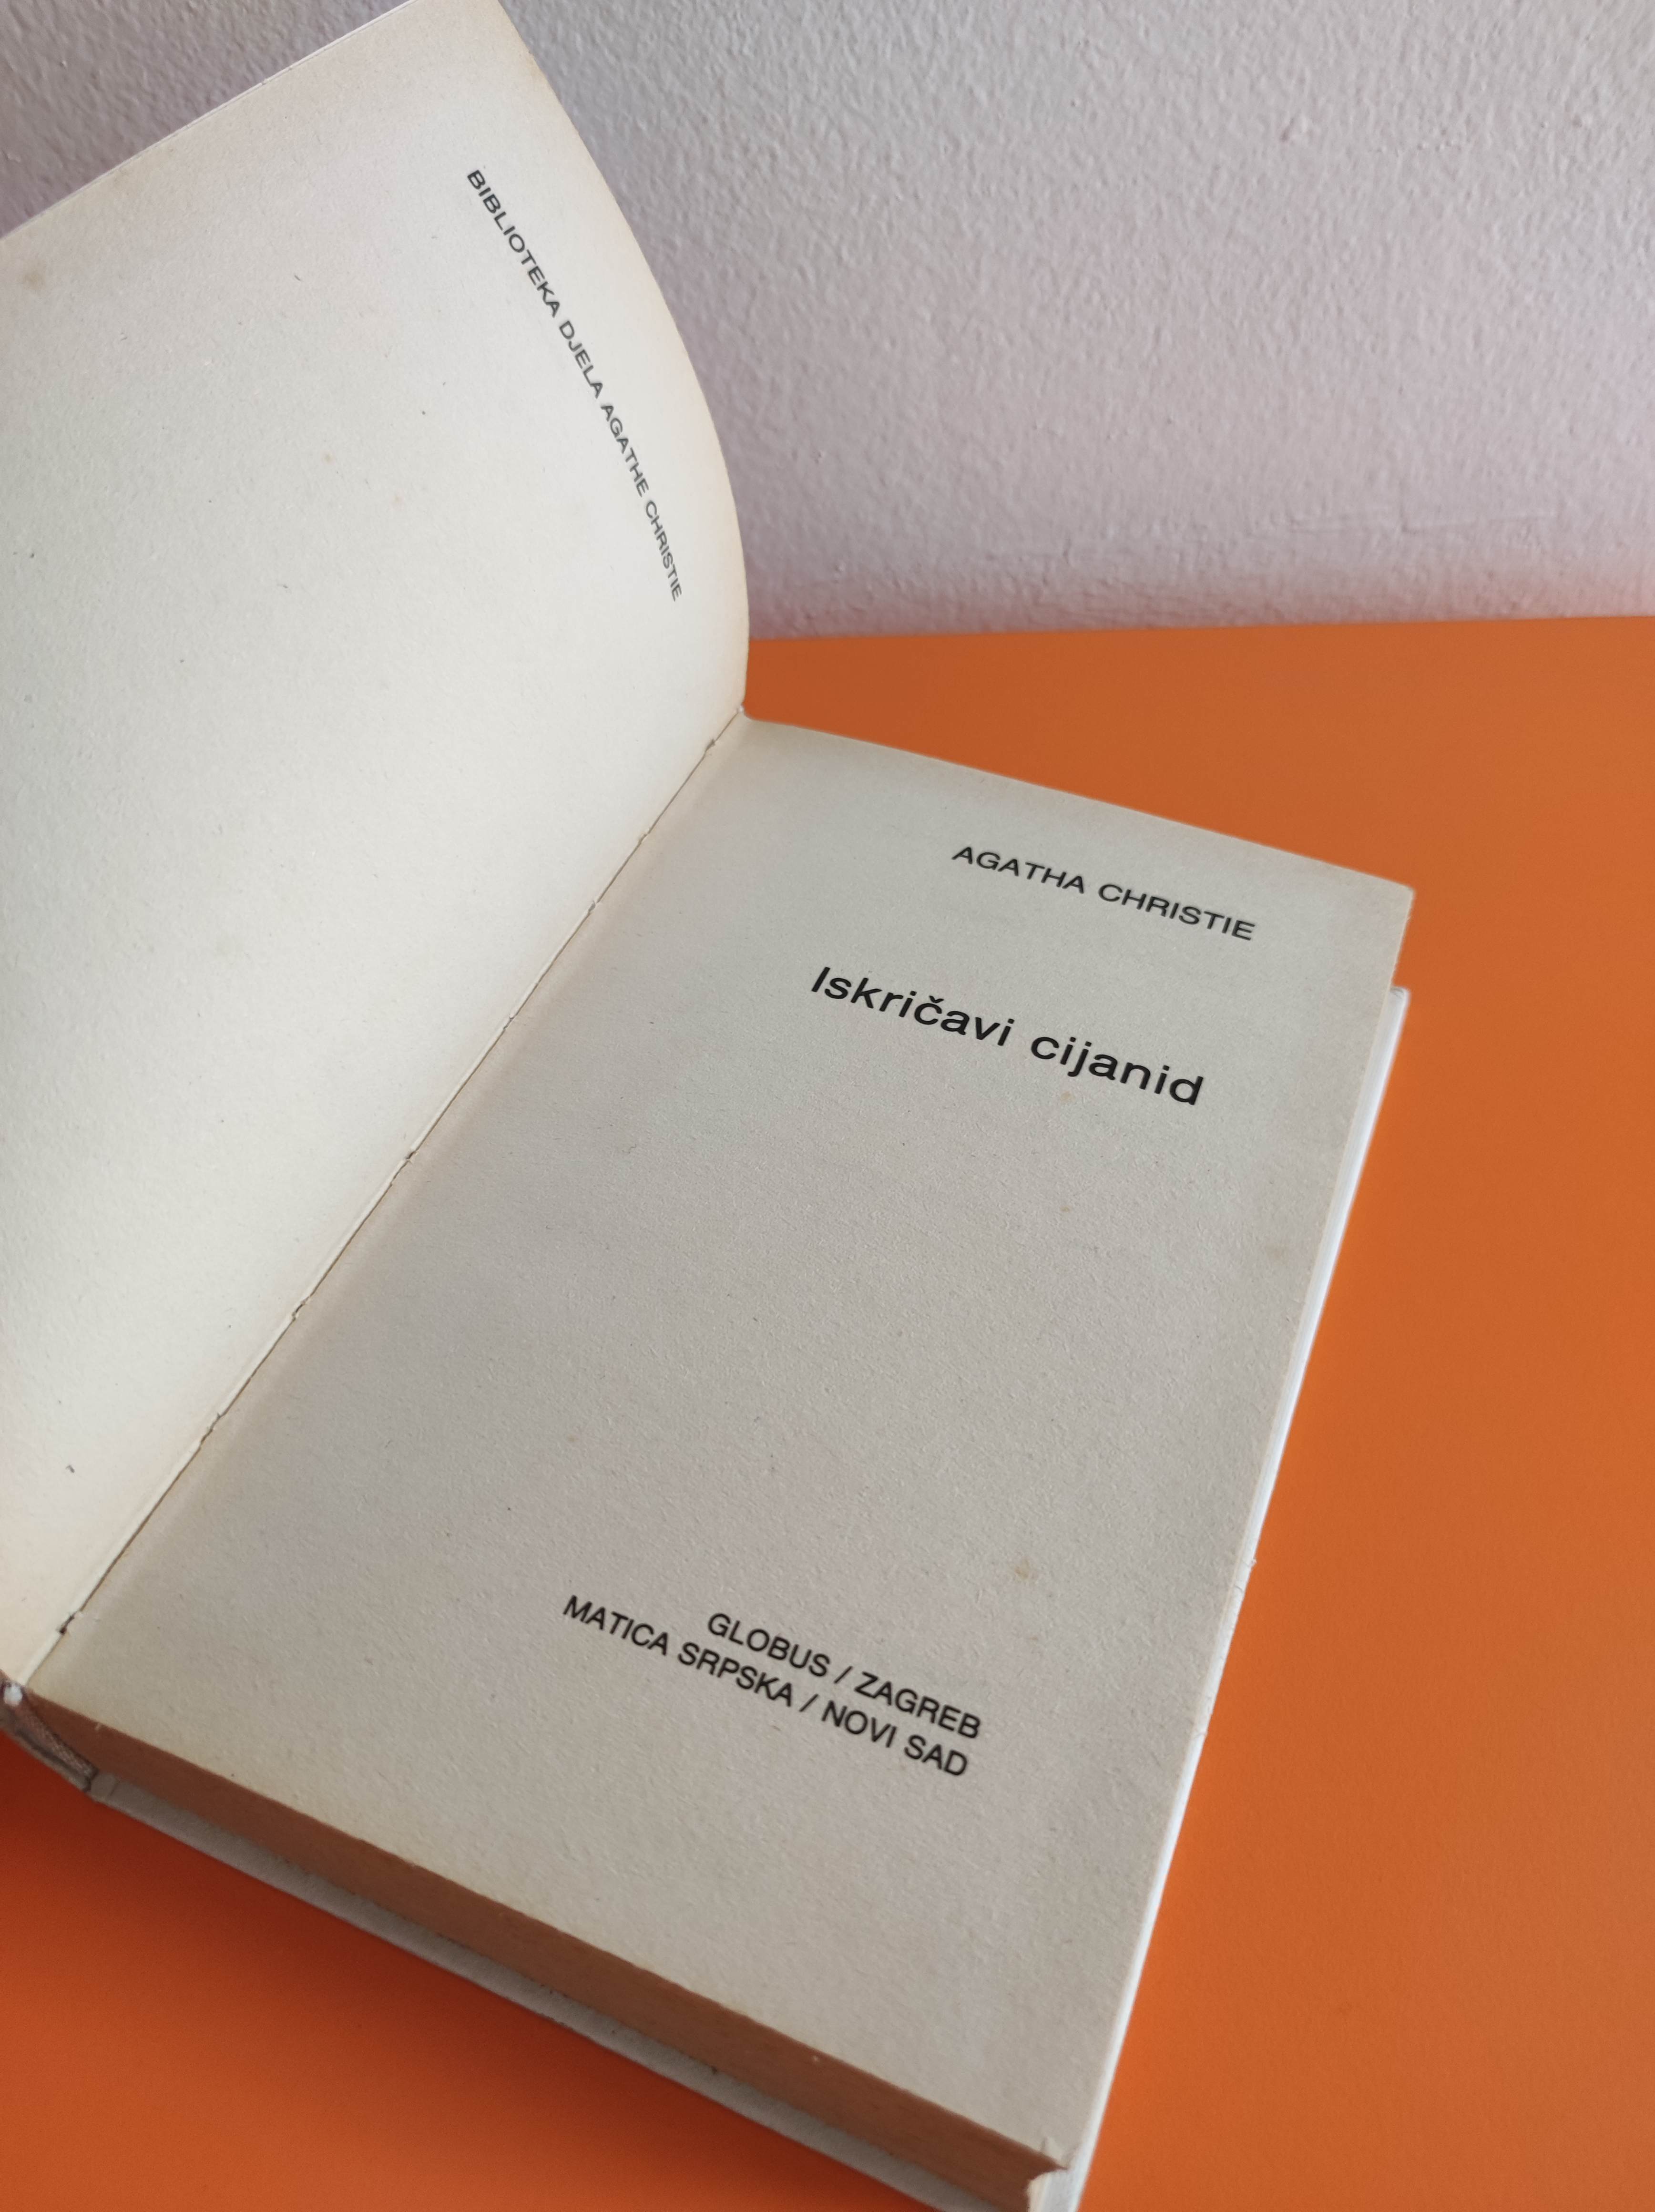 BIBLIOTEKA DJELA AGATHE CHRISTIE
AGATHA CHRISTIE
Iskričavi cijanid
GLOBUS / ZAGREB
MATICA SRPSKA / NOVI SAD